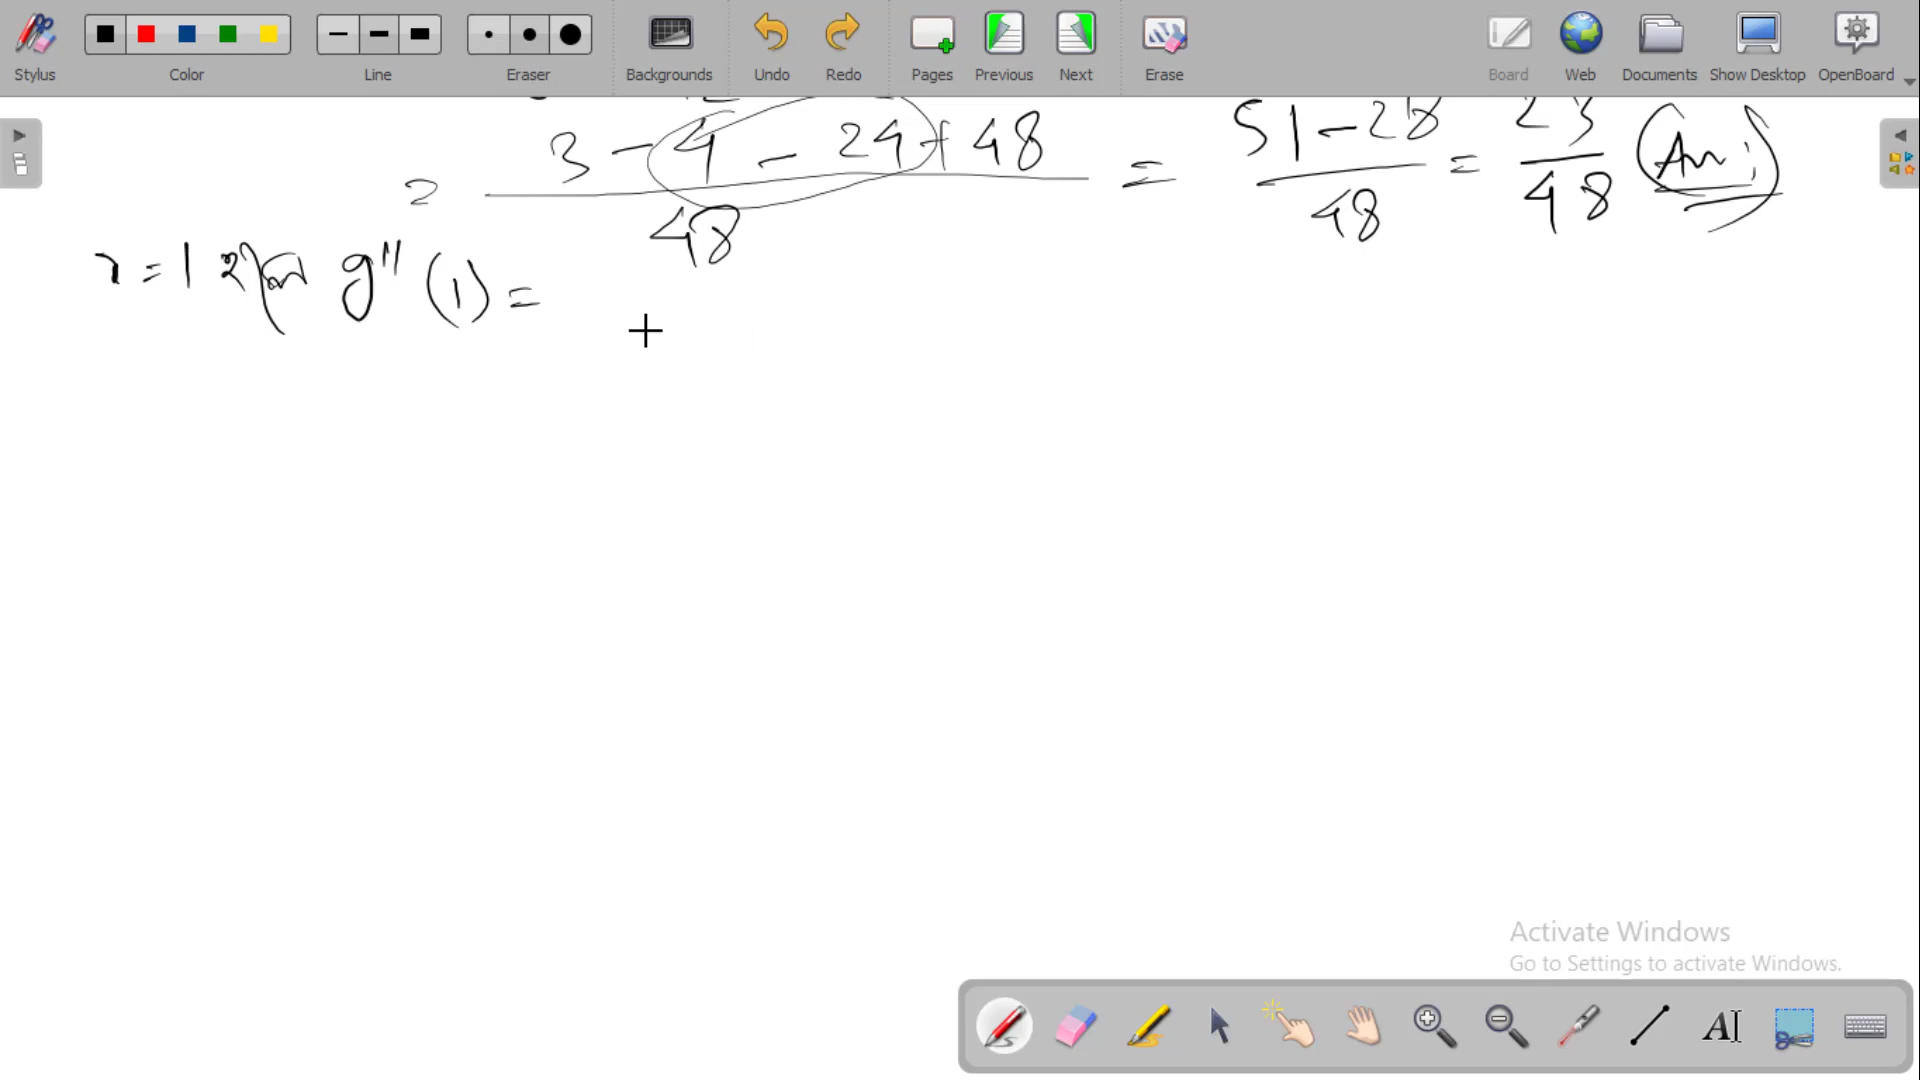 Stylus Color Line Eraser Backgrounds Undo Redo Pages Previous Next Erase Board Web Documents Show Desktop OpenBoard
= 3 - 4 - 24 + 48 / 48 = 51 - 28 / 48 = 23 / 48 (Ans:)
x = 1 হলে g'' (1) =
Activate Windows
Go to Settings to activate Windows.